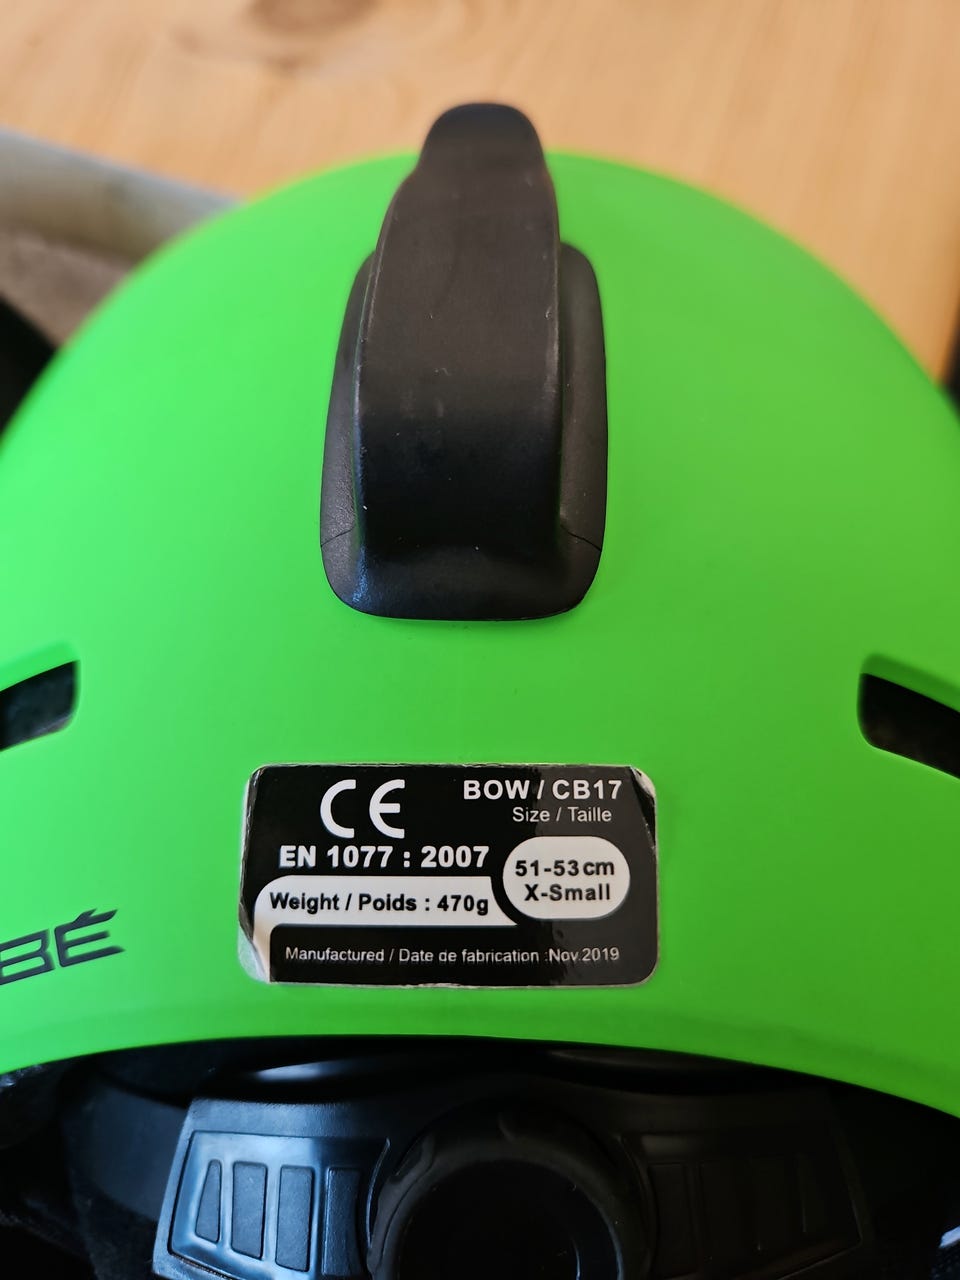 CE
BOW / CB17
Size / Taille
EN 1077 : 2007
51-53cm
X-Small
Weight / Poids : 470g
Manufactured / Date de fabrication :Nov.2019
BÉ